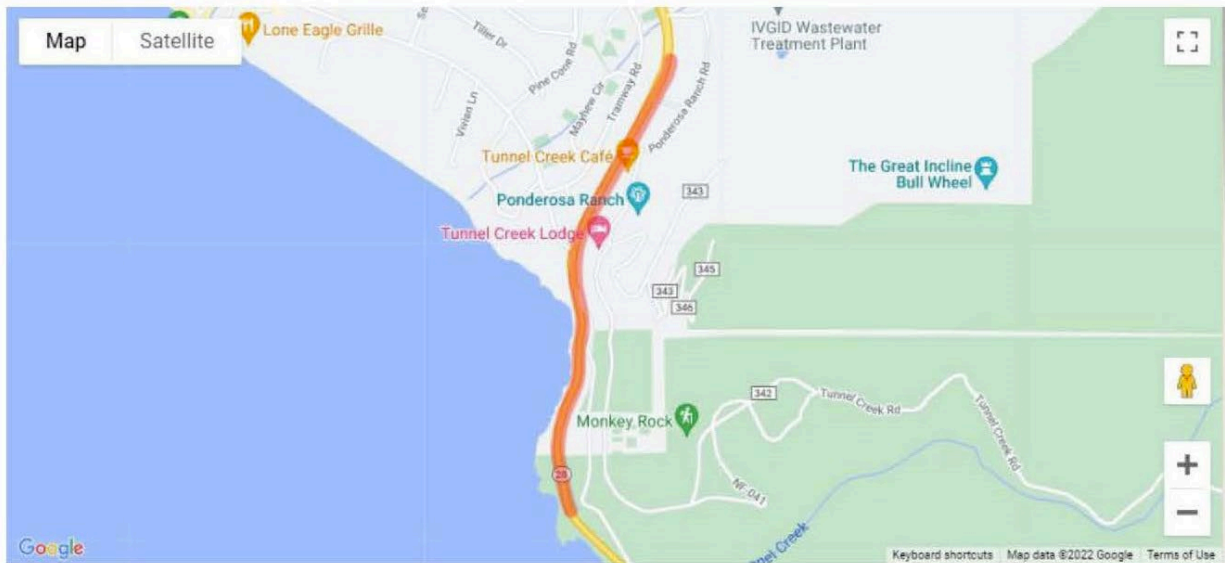 Map
Satellite
Lone Eagle Grille
Tiller Dr
Pine Cone Rd
Vivian Ln
Mayhew Cir
Tramway Rd
Ponderosa Ranch Rd
IVGID Wastewater
Treatment Plant
Tunnel Creek Café
The Great Incline
Bull Wheel
Ponderosa Ranch
343
Tunnel Creek Lodge
345
343
346
342
Tunnel Creek Rd
Tunnel Creek Rd
Monkey Rock
28
NF-041
Creek
Google
Keyboard shortcuts
Map data ©2022 Google
Terms of Use